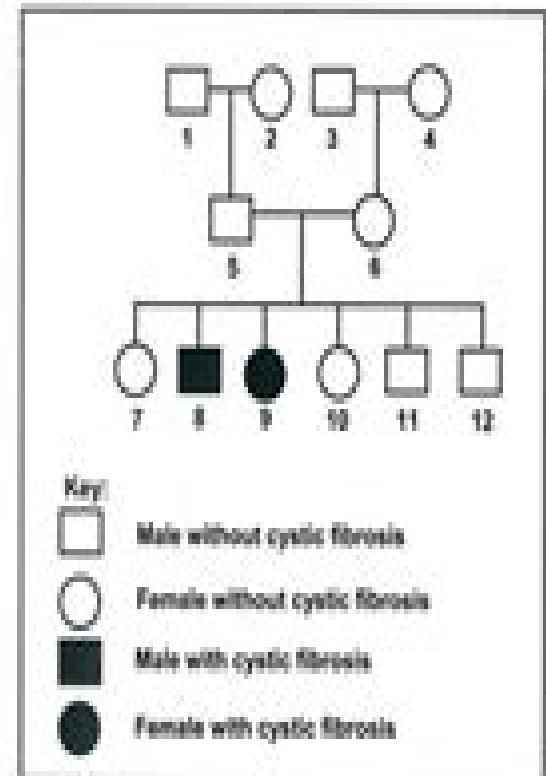 1 2 3 4
5 6
7 8 9 10 11 12
Key:
Male without cystic fibrosis
Female without cystic fibrosis
Male with cystic fibrosis
Female with cystic fibrosis